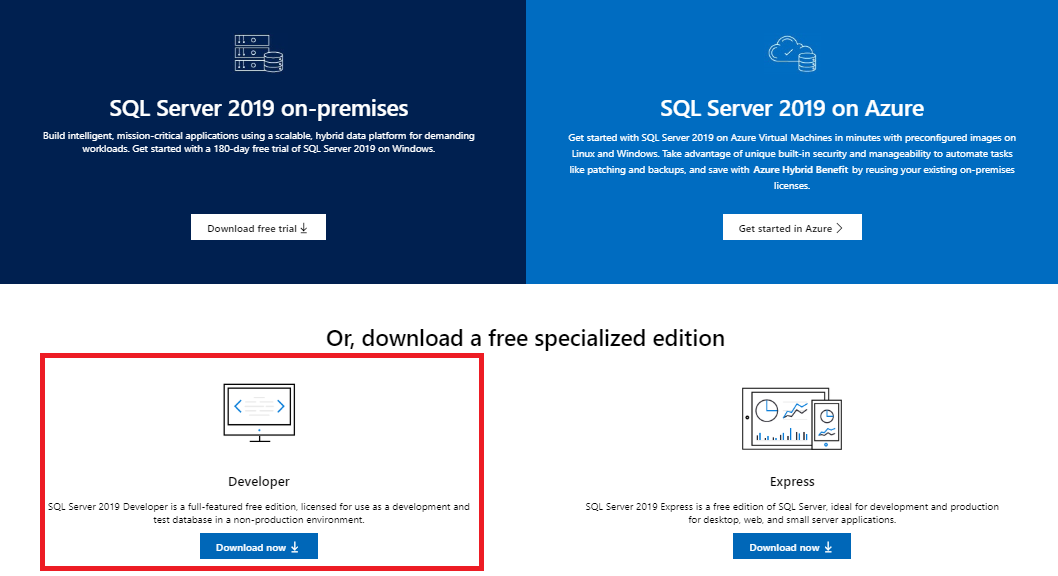 SQL Server 2019 on-premises
Build intelligent, mission-critical applications using a scalable, hybrid data platform for demanding
workloads. Get started with a 180-day free trial of SQL Server 2019 on Windows.
Download free trial
SQL Server 2019 on Azure
Get started with SQL Server 2019 on Azure Virtual Machines in minutes with preconfigured images on
Linux and Windows. Take advantage of unique built-in security and manageability to automate tasks
like patching and backups, and save with Azure Hybrid Benefit by reusing your existing on-premises
licenses.
Get started in Azure
Or, download a free specialized edition
Developer
SQL Server 2019 Developer is a full-featured free edition, licensed for use as a development and
test database in a non-production environment.
Download now
Express
SQL Server 2019 Express is a free edition of SQL Server, ideal for development and production
for desktop, web, and small server applications.
Download now